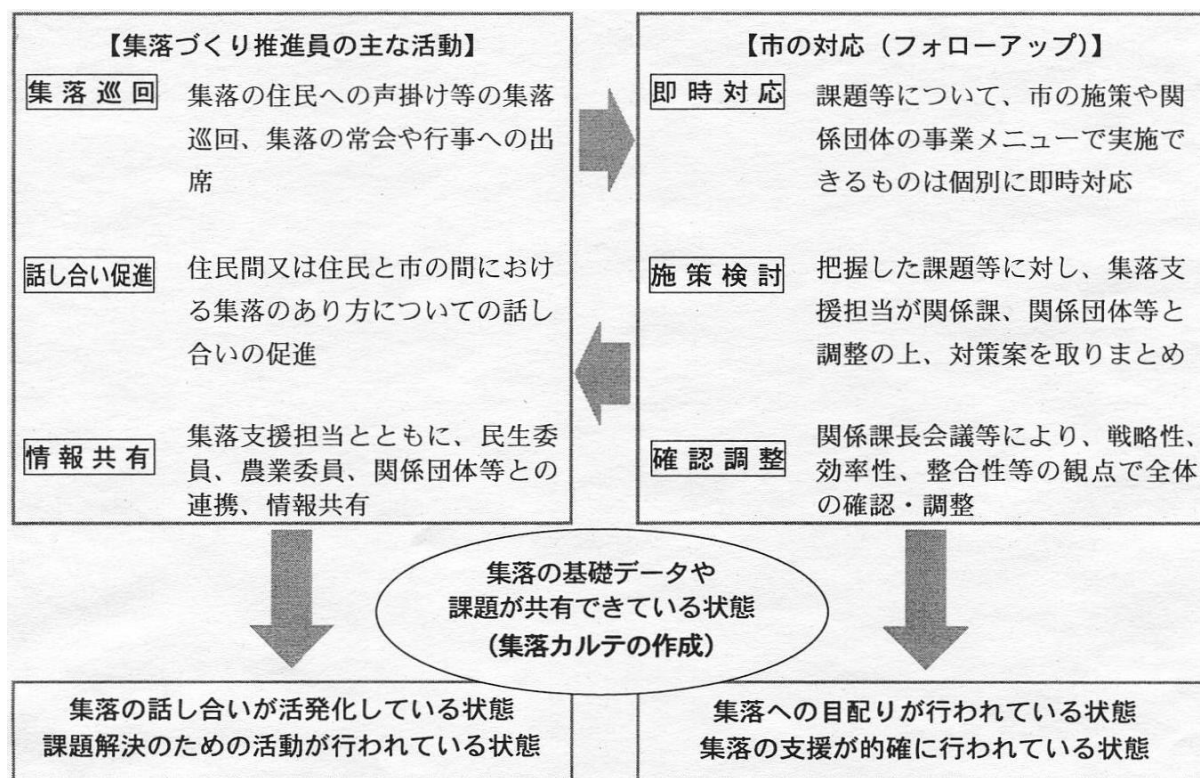 【集落づくり推進員の主な活動】
集落巡回
集落の住民への声掛け等の集落
巡回、集落の常会や行事への出
席
話し合い促進
住民間又は住民と市の間におけ
る集落のあり方についての話し
合いの促進
情報共有
集落支援担当とともに、民生委
員、農業委員、関係団体等との
連携、情報共有
【市の対応(フォローアップ)】
即時対応
課題等について、市の施策や関
係団体の事業メニューで実施で
きるものは個別に即時対応
施策検討
把握した課題等に対し、集落支
援担当が関係課、関係団体等と
調整の上、対策案を取りまとめ
確認調整
関係課長会議等により、戦略性、
効率性、整合性等の観点で全体
の確認・調整
集落の基礎データや
課題が共有できている状態
(集落カルテの作成)
集落の話し合いが活発化している状態
課題解決のための活動が行われている状態
集落への目配りが行われている状態
集落の支援が的確に行われている状態